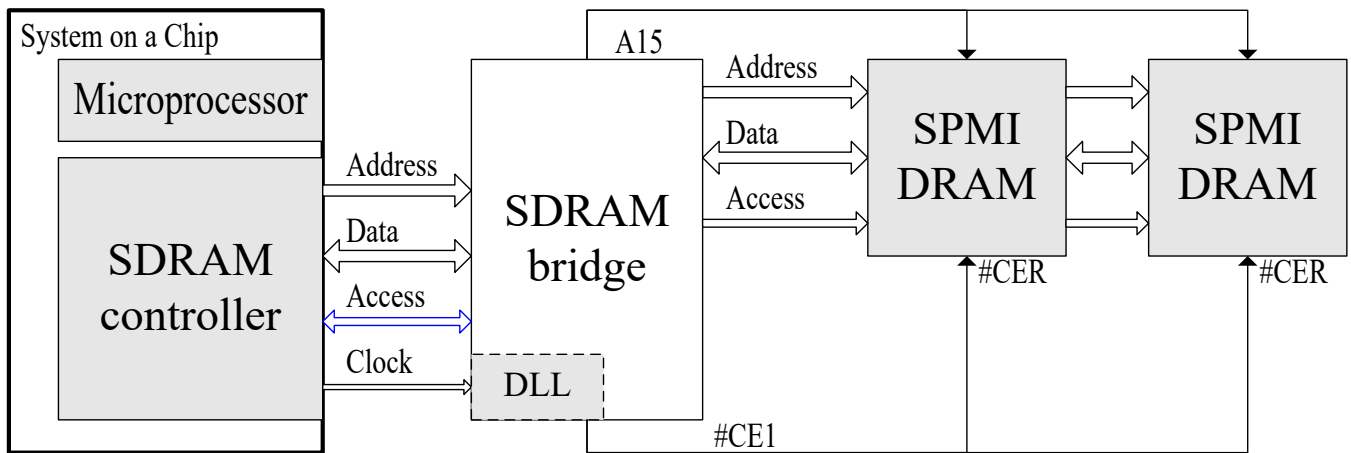 System on a Chip
Microprocessor
SDRAM
controller
Address
Data
Access
Clock
SDRAM
bridge
DLL
A15
Address
Data
Access
#CE1
SPMI
DRAM
#CER
SPMI
DRAM
#CER